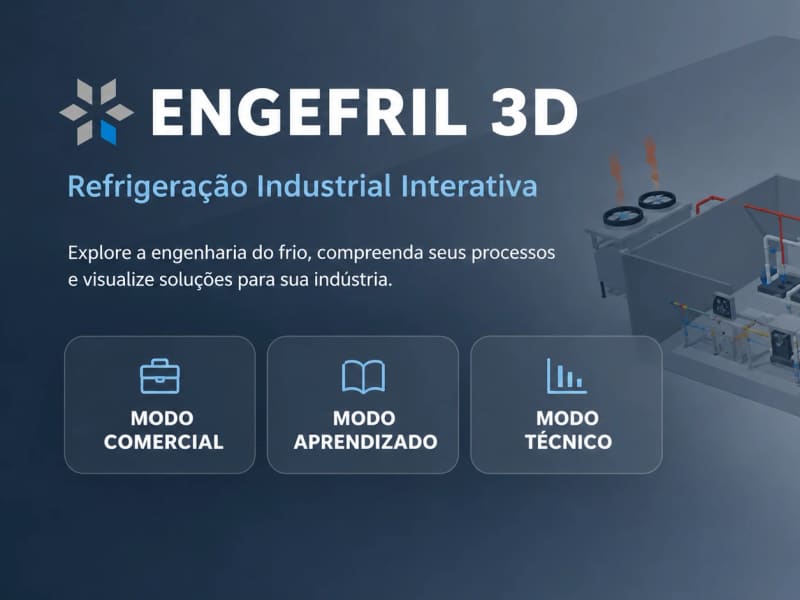 ENGEFRIL 3D
Refrigeração Industrial Interativa
Explore a engenharia do frio, compreenda seus processos
e visualize soluções para sua indústria.
MODO
COMERCIAL
MODO
APRENDIZADO
MODO
TÉCNICO